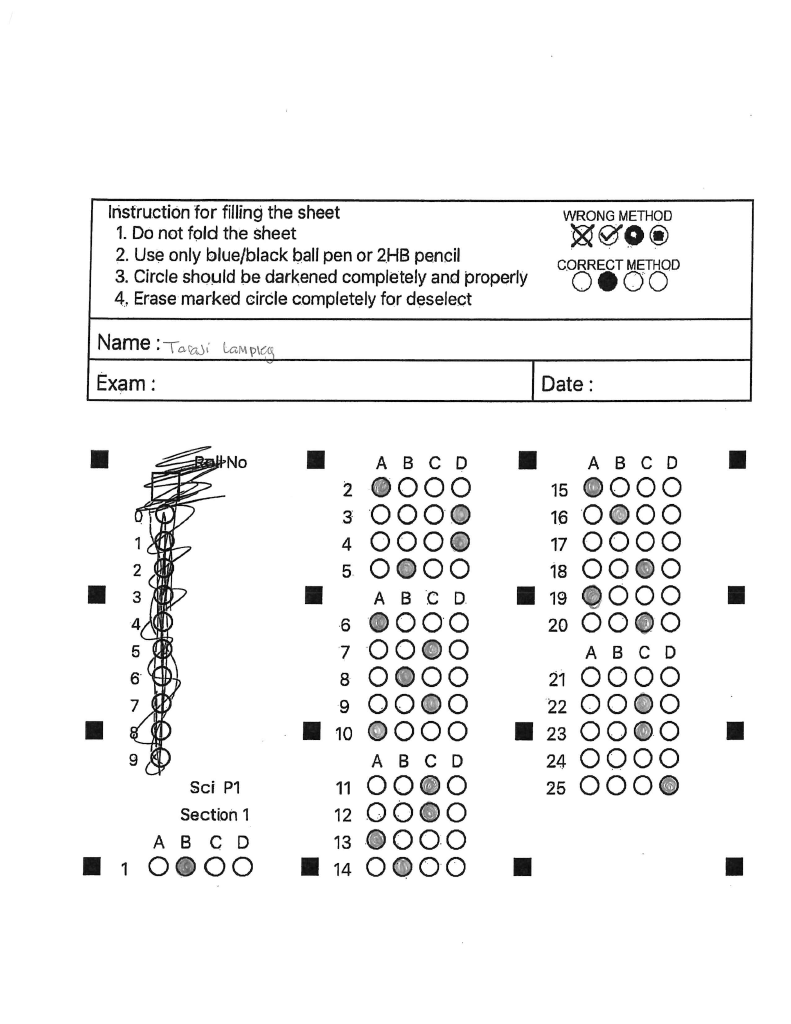 Instruction for filling the sheet
1. Do not fold the sheet
2. Use only blue/black ball pen or 2HB pencil
3. Circle should be darkened completely and properly
4. Erase marked circle completely for deselect
WRONG METHOD
CORRECT METHOD
Name :
Exam :
Date :
Roll No
0
1
2
3
4
5
6
7
8
9
Sci P1
Section 1
A B C D
1
A B C D
2
3
4
5
A B C D
6
7
8
9
10
A B C D
11
12
13
14
A B C D
15
16
17
18
19
20
A B C D
21
22
23
24
25